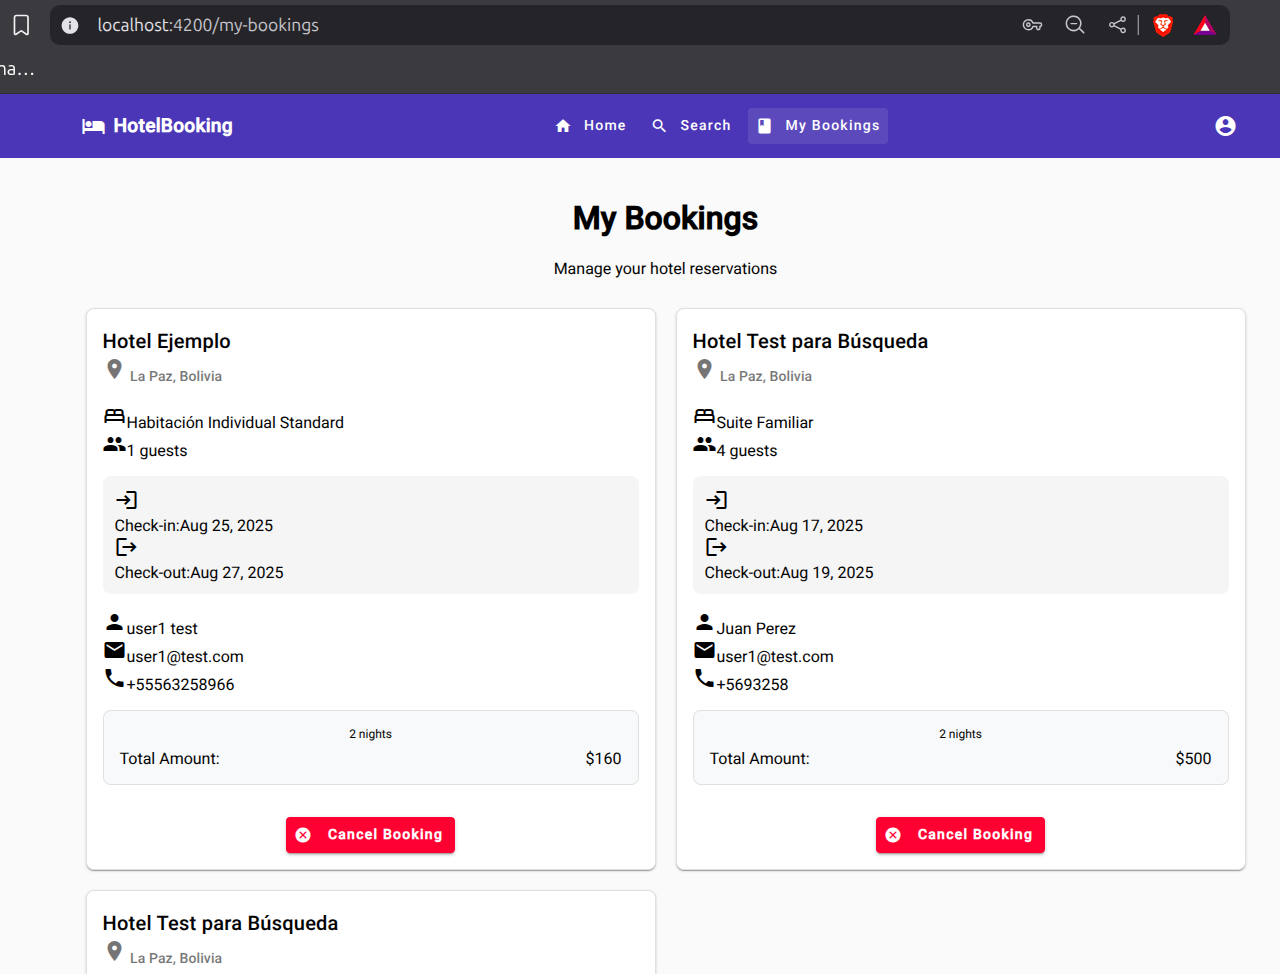 localhost:4200/my-bookings
na...
HotelBooking
Home
Search
My Bookings
My Bookings
Manage your hotel reservations
Hotel Ejemplo
La Paz, Bolivia
Habitación Individual Standard
1 guests
Check-in:Aug 25, 2025
Check-out:Aug 27, 2025
user1 test
user1@test.com
+55563258966
2 nights
Total Amount: $160
Cancel Booking
Hotel Test para Búsqueda
La Paz, Bolivia
Suite Familiar
4 guests
Check-in:Aug 17, 2025
Check-out:Aug 19, 2025
Juan Perez
user1@test.com
+5693258
2 nights
Total Amount: $500
Cancel Booking
Hotel Test para Búsqueda
La Paz, Bolivia